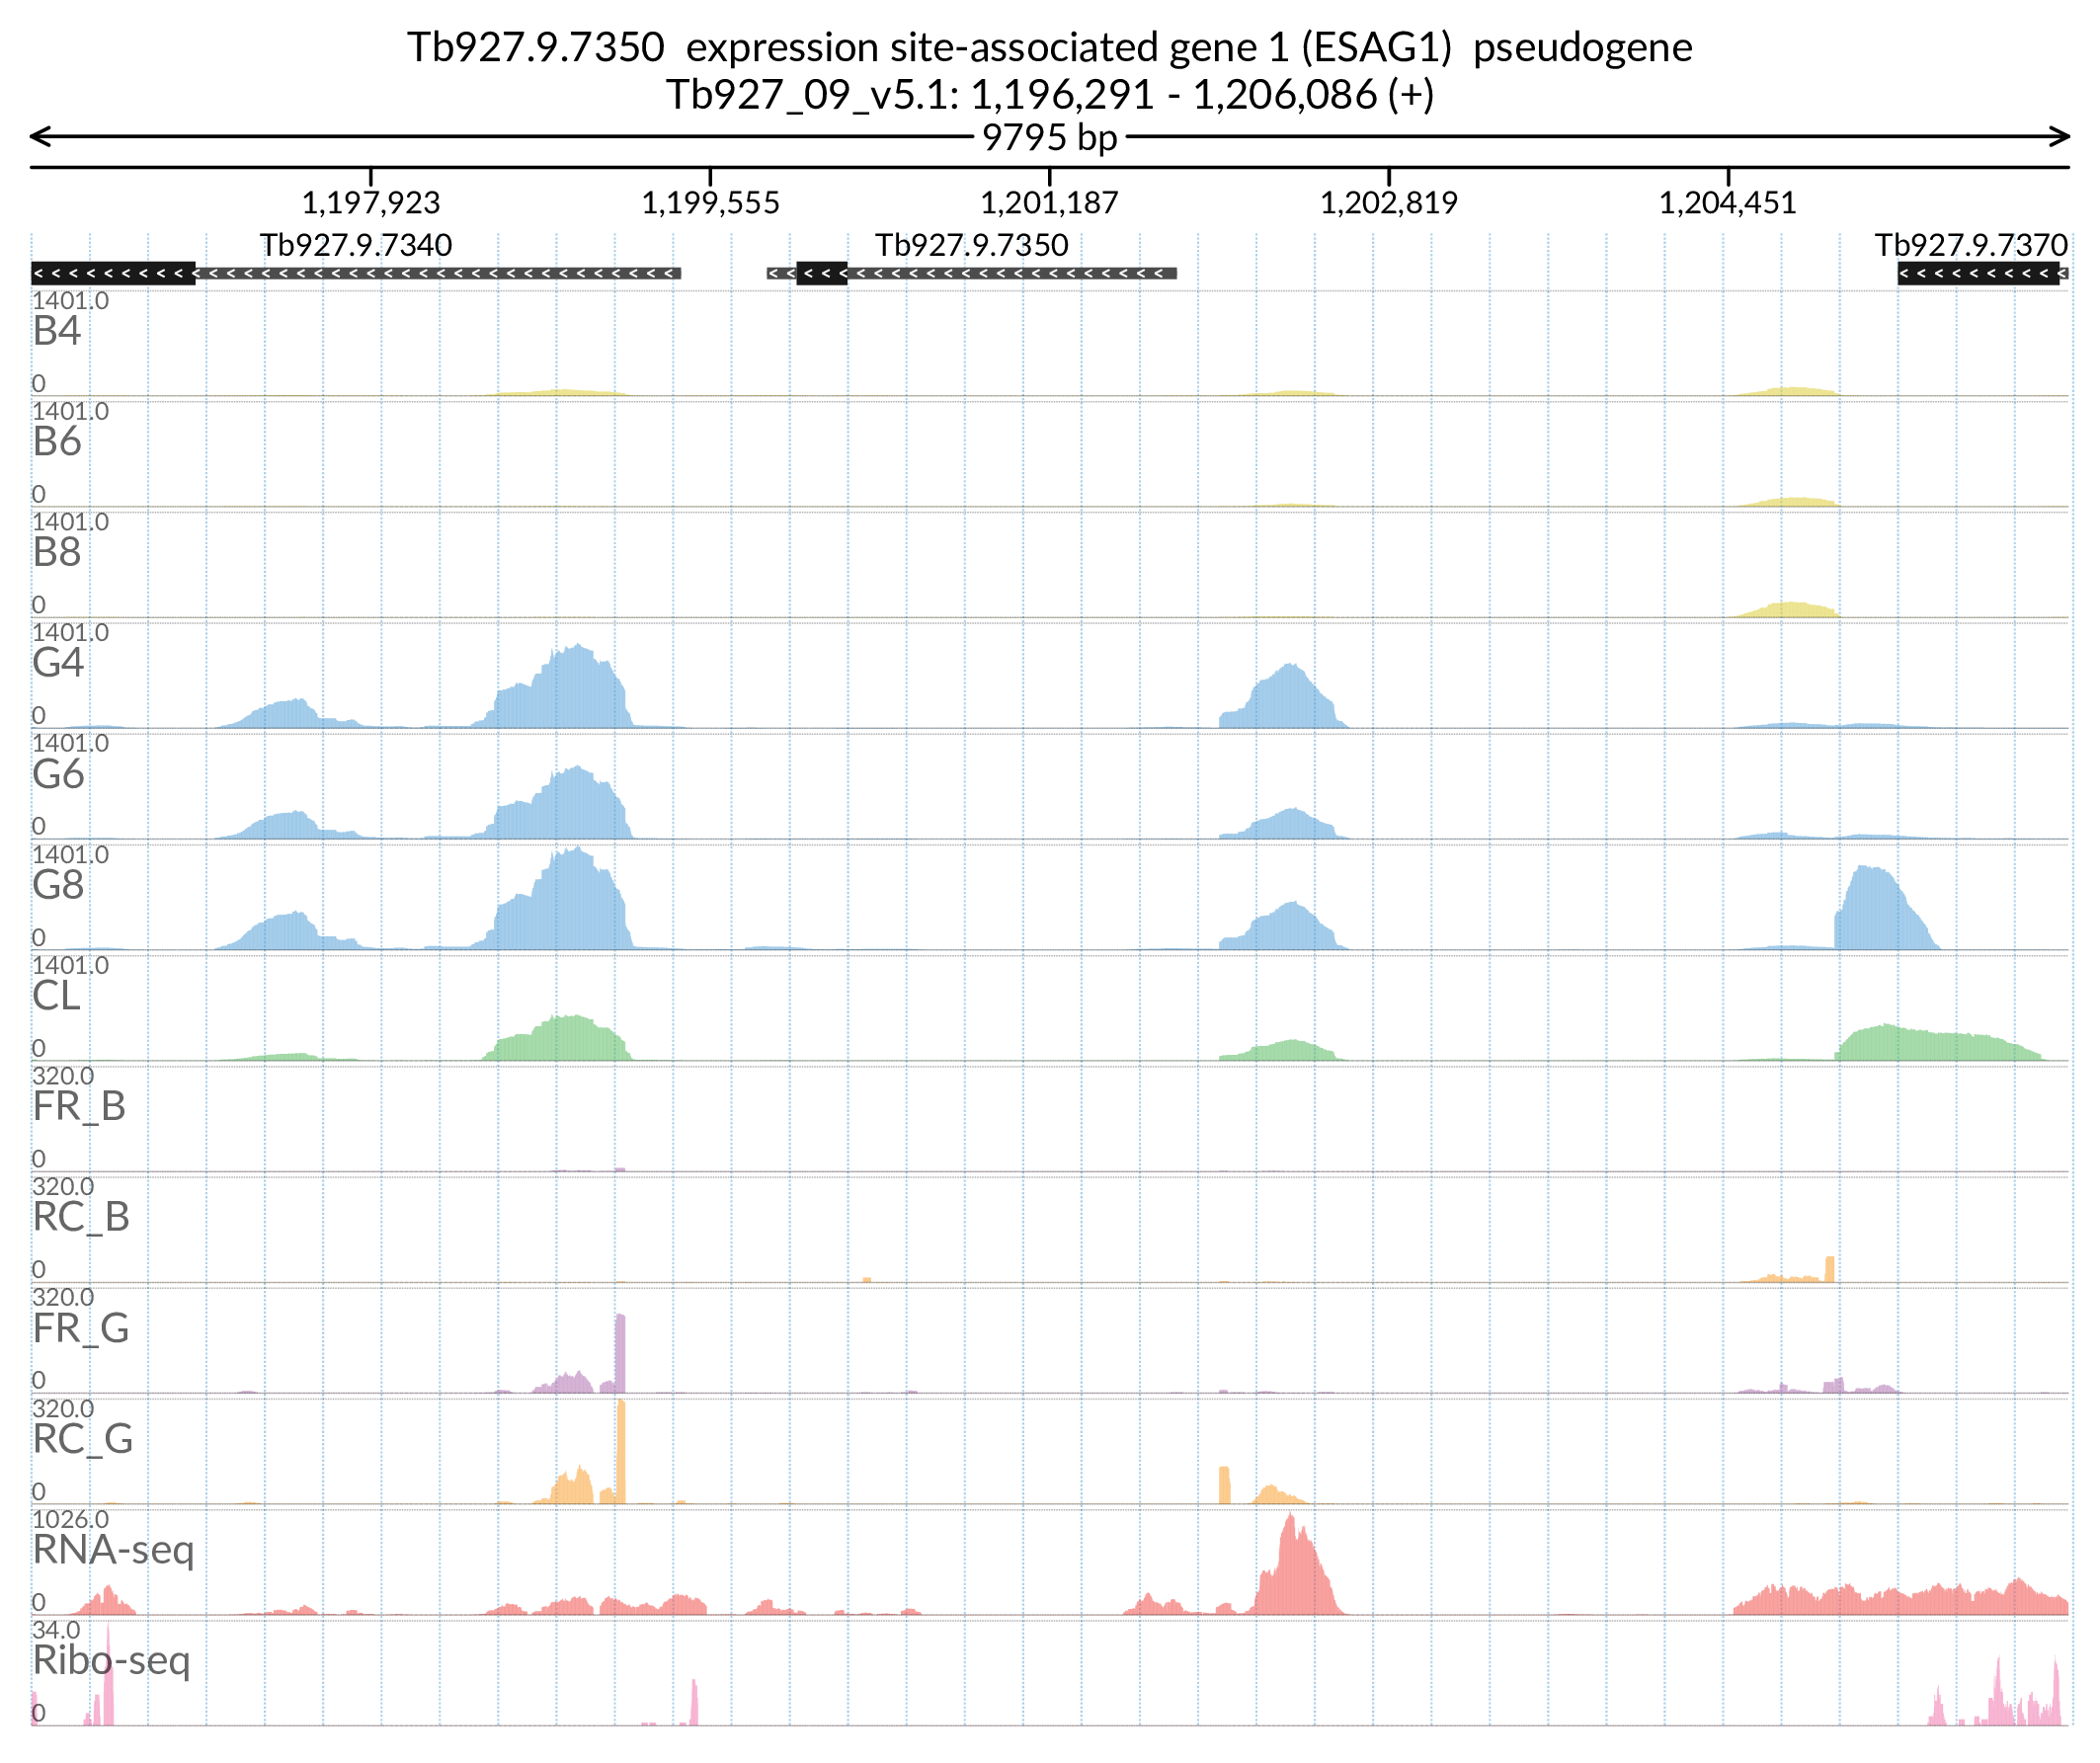 Tb927.9.7350 expression site-associated gene 1 (ESAG1) pseudogene
Tb927_09_v5.1: 1,196,291 - 1,206,086 (+)
9795 bp
1,197,923 1,199,555 1,201,187 1,202,819 1,204,451
Tb927.9.7340 Tb927.9.7350 Tb927.9.7370
1401.0
B4
0
1401.0
B6
0
1401.0
B8
0
1401.0
G4
0
1401.0
G6
0
1401.0
G8
0
1401.0
CL
0
320.0
FR_B
0
320.0
RC_B
0
320.0
FR_G
0
320.0
RC_G
0
1026.0
RNA-seq
0
34.0
Ribo-seq
0